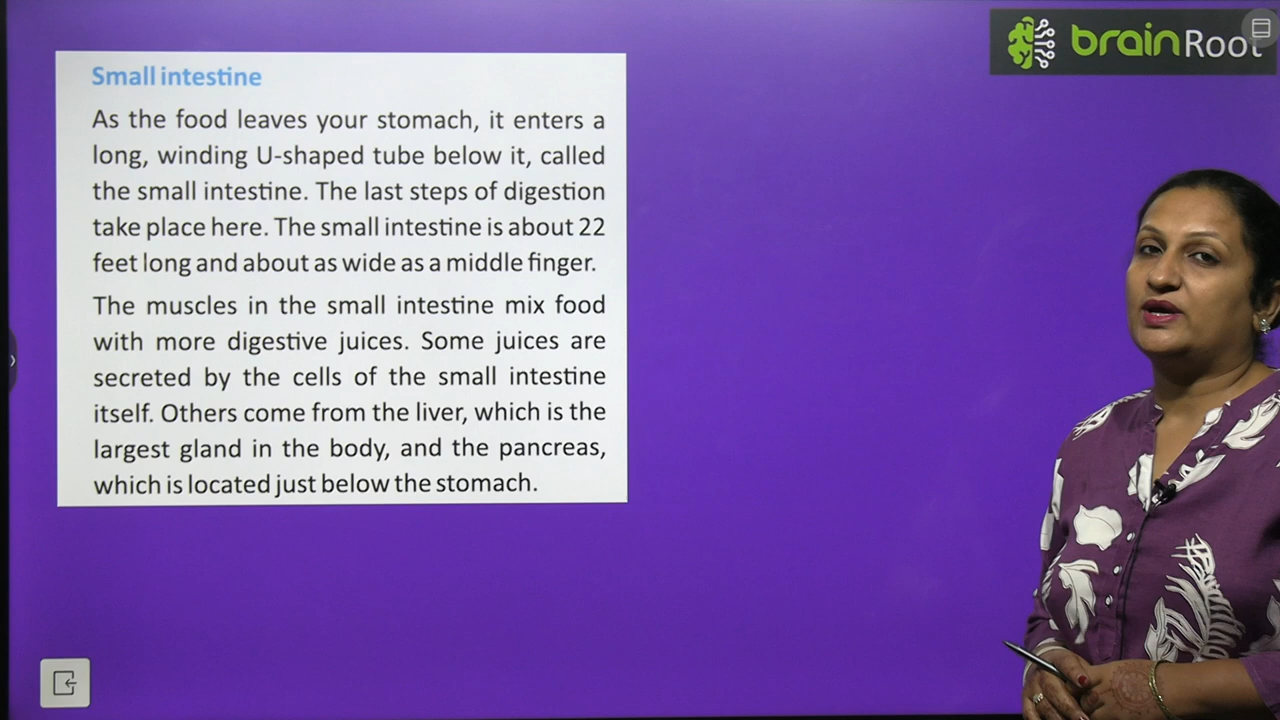 brainRoot
Small intestine
As the food leaves your stomach, it enters a
long, winding U-shaped tube below it, called
the small intestine. The last steps of digestion
take place here. The small intestine is about 22
feet long and about as wide as a middle finger.
The muscles in the small intestine mix food
with more digestive juices. Some juices are
secreted by the cells of the small intestine
itself. Others come from the liver, which is the
largest gland in the body, and the pancreas,
which is located just below the stomach.